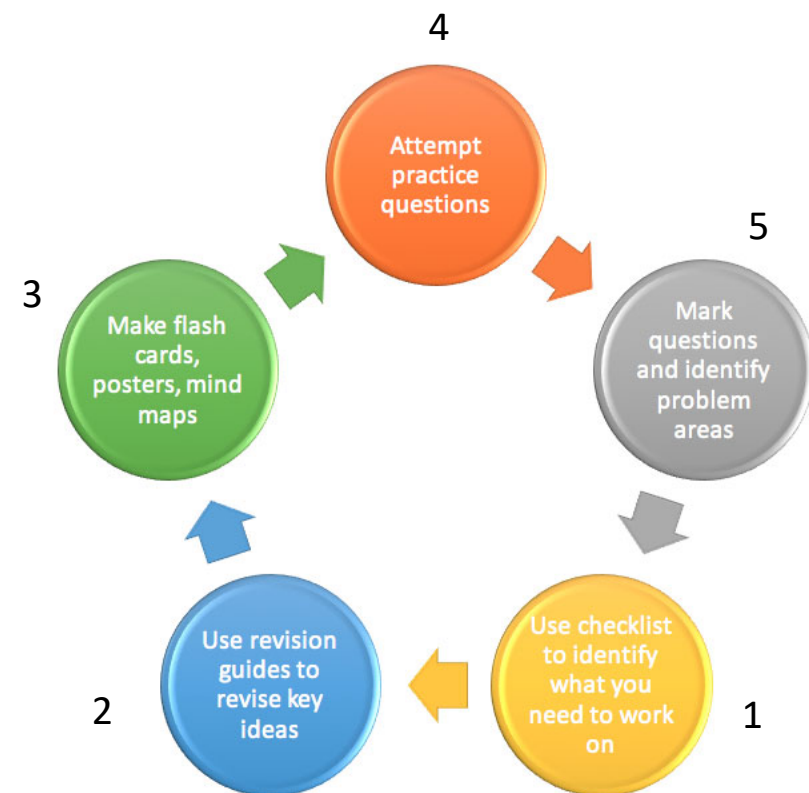 4
Attempt
practice
questions
5
Mark
questions
and identify
problem
areas
3
Make flash
cards,
posters, mind
maps
Use checklist
to identify
what you
need to work
on
1
Use revision
guides to
revise key
ideas
2